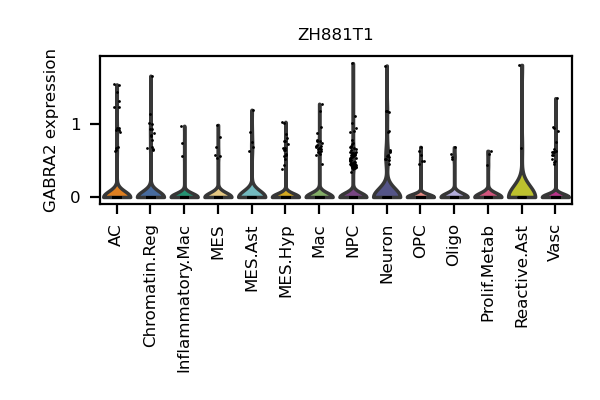 ZH881T1
GABRA2 expression
1
0
AC
Chromatin.Reg
Inflammatory.Mac
MES
MES.Ast
MES.Hyp
Mac
NPC
Neuron
OPC
Oligo
Prolif.Metab
Reactive.Ast
Vasc